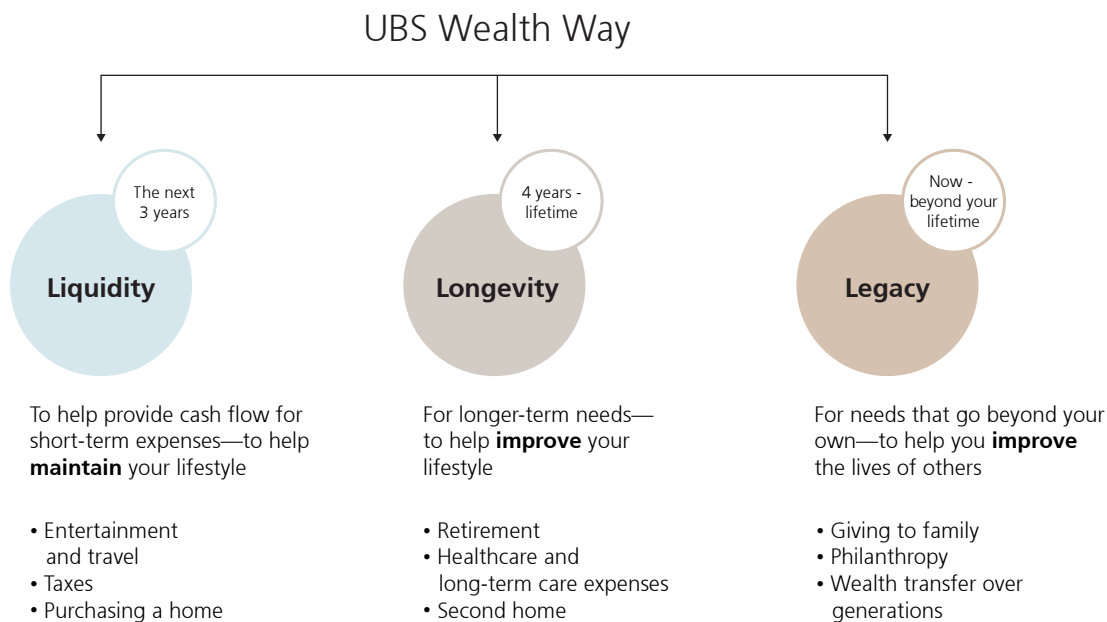 UBS Wealth Way
The next
3 years
Liquidity
To help provide cash flow for
short-term expenses—to help
maintain your lifestyle
• Entertainment
and travel
• Taxes
• Purchasing a home
4 years -
lifetime
Longevity
For longer-term needs—
to help improve your
lifestyle
• Retirement
• Healthcare and
long-term care expenses
• Second home
Now -
beyond your
lifetime
Legacy
For needs that go beyond your
own—to help you improve
the lives of others
• Giving to family
• Philanthropy
• Wealth transfer over
generations